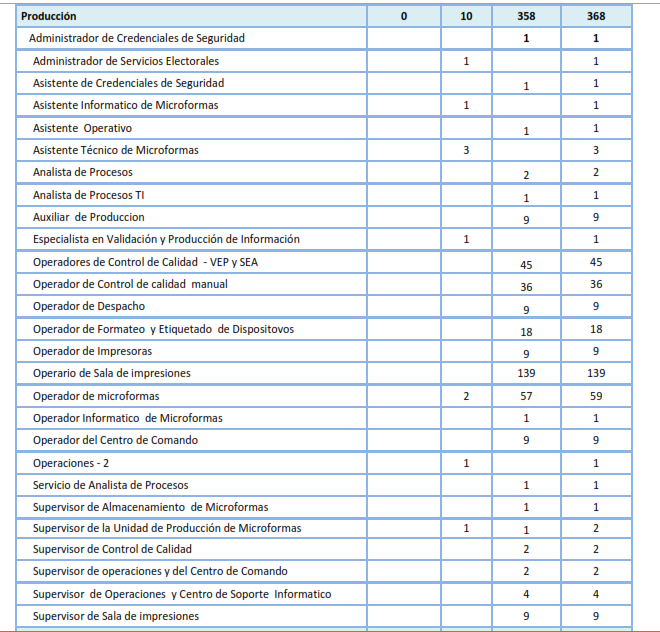 Producción 0 10 358 368
Administrador de Credenciales de Seguridad 1 1
Administrador de Servicios Electorales 1 1
Asistente de Credenciales de Seguridad 1 1
Asistente Informatico de Microformas 1 1
Asistente Operativo 1 1
Asistente Técnico de Microformas 3 3
Analista de Procesos 2 2
Analista de Procesos TI 1 1
Auxiliar de Produccion 9 9
Especialista en Validación y Producción de Información 1 1
Operadores de Control de Calidad - VEP y SEA 45 45
Operador de Control de calidad manual 36 36
Operador de Despacho 9 9
Operador de Formateo y Etiquetado de Dispositovos 18 18
Operador de Impresoras 9 9
Operario de Sala de impresiones 139 139
Operador de microformas 2 57 59
Operador Informatico de Microformas 1 1
Operador del Centro de Comando 9 9
Operaciones - 2 1 1
Servicio de Analista de Procesos 1 1
Supervisor de Almacenamiento de Microformas 1 1
Supervisor de la Unidad de Producción de Microformas 1 1 2
Supervisor de Control de Calidad 2 2
Supervisor de operaciones y del Centro de Comando 2 2
Supervisor de Operaciones y Centro de Soporte Informatico 4 4
Supervisor de Sala de impresiones 9 9